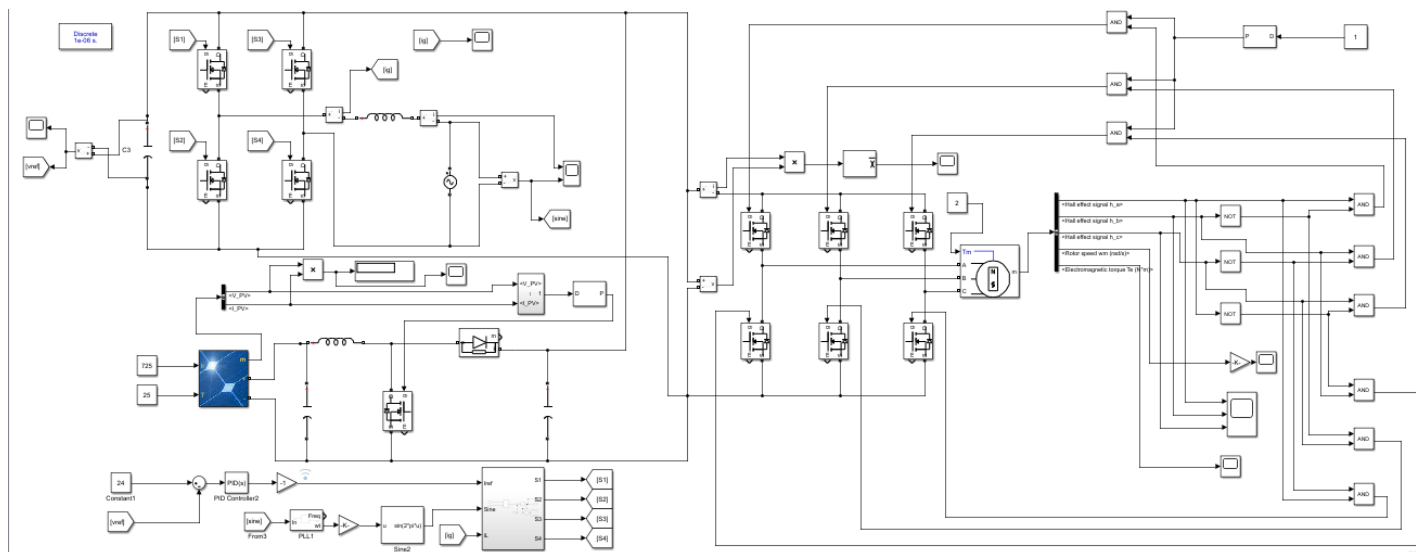 Discrete
1e-06 s.
[S1]
[S3]
[ig]
[ig]
[S2]
[S4]
C3
[vref]
[sine]
<V_PV>
<I_PV>
<V_PV>
<I_PV>
T
D
P
725
25
m
T
24
Constant1
PID(s)
PID Controller2
-1
[vref]
[sine]
From3
In
Freq
wt
PLL1
-K-
u
sin(2*pi*u)
Sine2
[ig]
Iref
Sine
IL
S1
S2
S3
S4
[S1]
[S2]
[S3]
[S4]
AND
AND
AND
P
D
1
2
Tm
A
B
C
N
S
m
<Hall effect signal h_a>
<Hall effect signal h_b>
<Hall effect signal h_c>
<Rotor speed wm (rad/s)>
<Electromagnetic torque Te (N*m)>
NOT
NOT
NOT
-K-
AND
AND
AND
AND
AND
AND